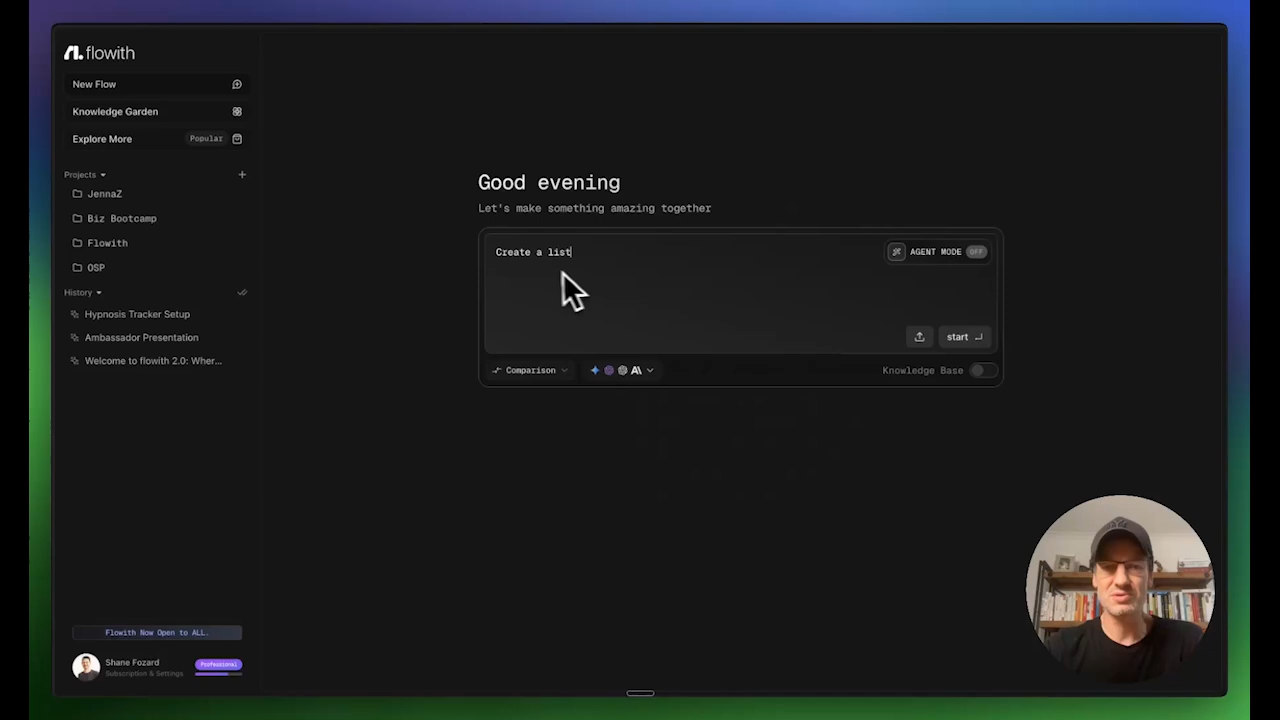 flowith
New Flow
Knowledge Garden
Explore More Popular
Projects
JennaZ
Biz Bootcamp
Flowith
OSP
History
Hypnosis Tracker Setup
Ambassador Presentation
Welcome to flowith 2.0: Wher...
Flowith Now Open to ALL.
Shane Fozard
Professional
Subscription & Settings
Good evening
Let's make something amazing together
Create a list
AGENT MODE OFF
start
Comparison
Knowledge Base